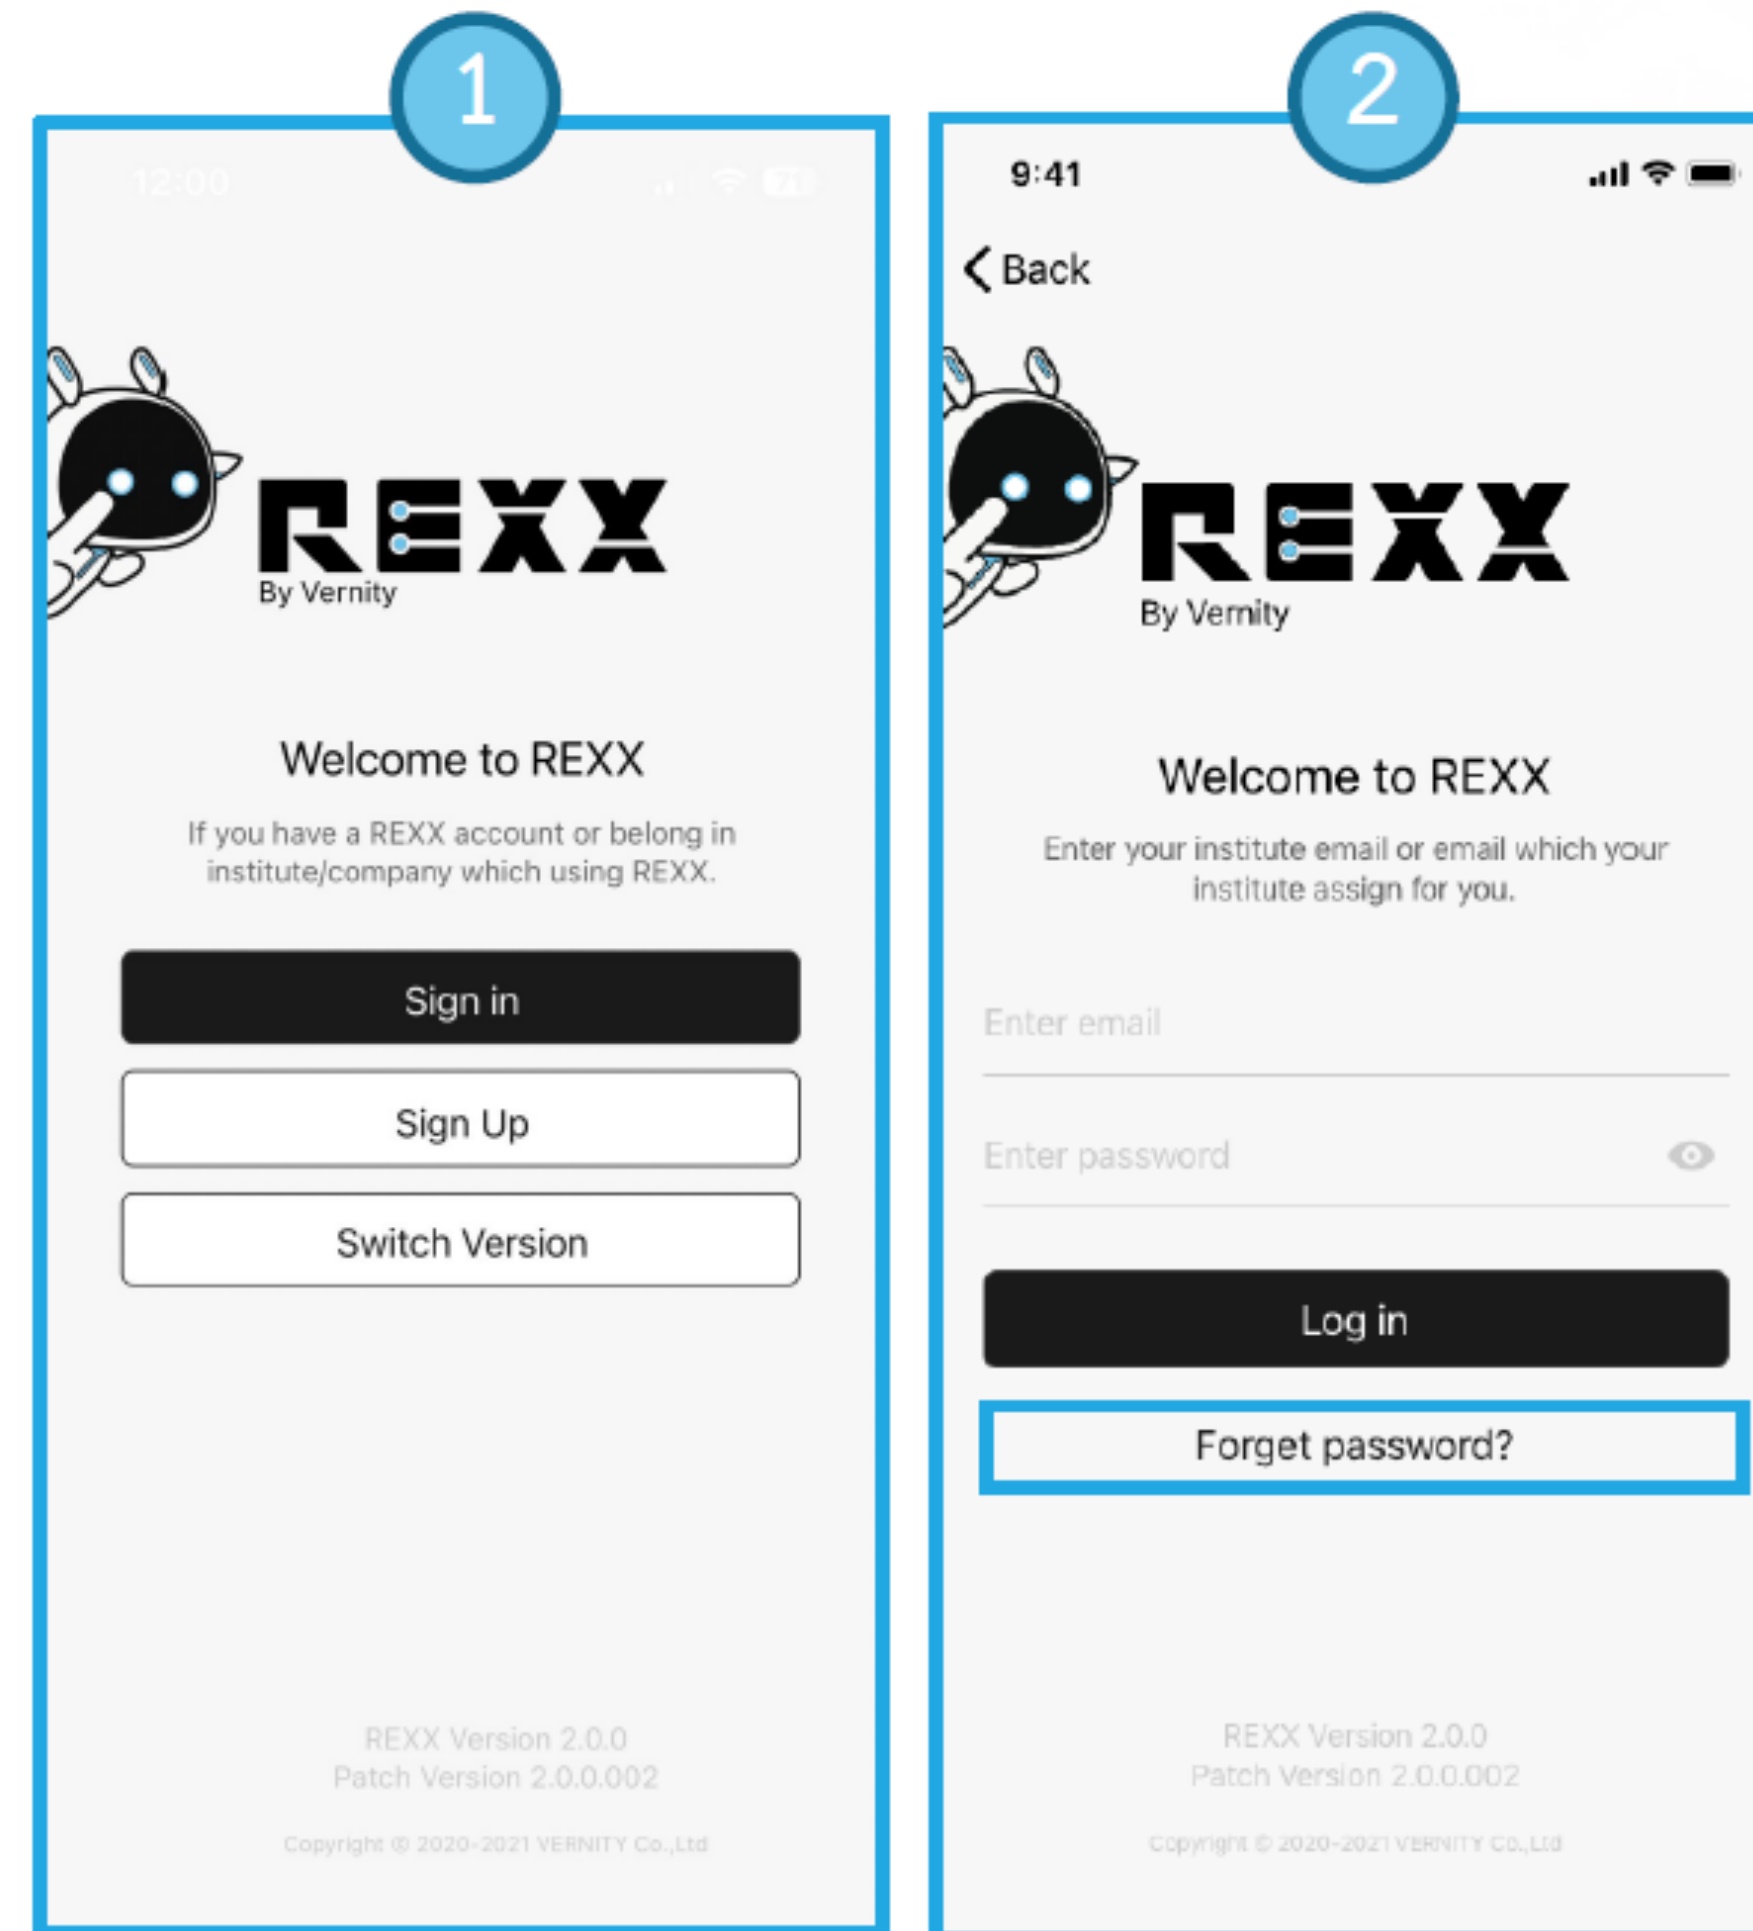 1
12:00
71
REXX
By Vernity
Welcome to REXX
If you have a REXX account or belong in
institute/company which using REXX.
Sign in
Sign Up
Switch Version
REXX Version 2.0.0
Patch Version 2.0.0.002
Copyright © 2020-2021 VERNITY Co.,Ltd
2
9:41
Back
REXX
By Vernity
Welcome to REXX
Enter your institute email or email which your
institute assign for you.
Enter email
Enter password
Log in
Forget password?
REXX Version 2.0.0
Patch Version 2.0.0.002
Copyright © 2020-2021 VERNITY Co.,Ltd